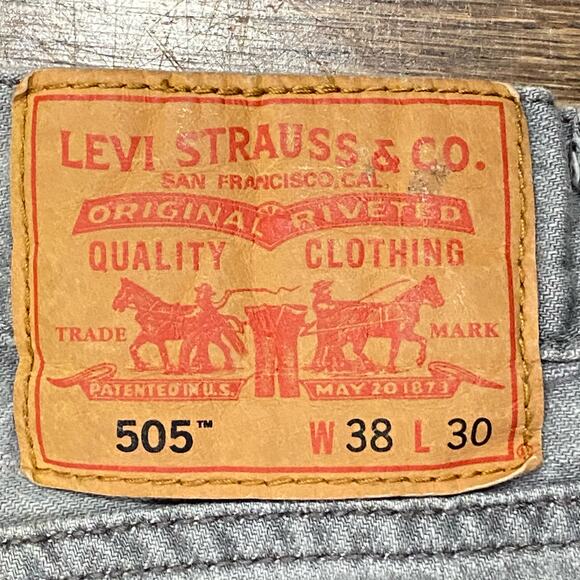 LEVI STRAUSS & CO.
SAN FRANCISCO, CAL.
ORIGINAL RIVETED
QUALITY CLOTHING
TRADE MARK
PATENTED IN U.S. MAY 20 1873
505™ W 38 L 30 ®